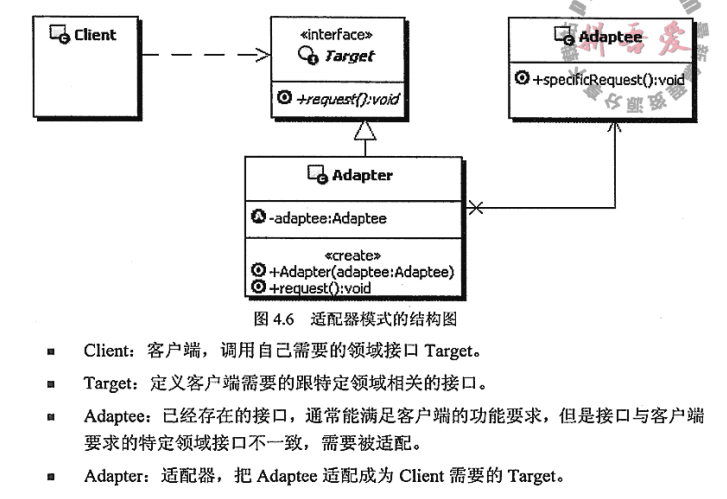 Client
«interface»
Target
+request():void
Adaptee
+specificRequest():void
Adapter
-adaptee:Adaptee
«create»
+Adapter(adaptee:Adaptee)
+request():void
图 4.6 适配器模式的结构图
■ Client：客户端，调用自己需要的领域接口 Target。
■ Target：定义客户端需要的跟特定领域相关的接口。
■ Adaptee：已经存在的接口，通常能满足客户端的功能要求，但是接口与客户端
要求的特定领域接口不一致，需要被适配。
■ Adapter：适配器，把 Adaptee 适配成为 Client 需要的 Target。